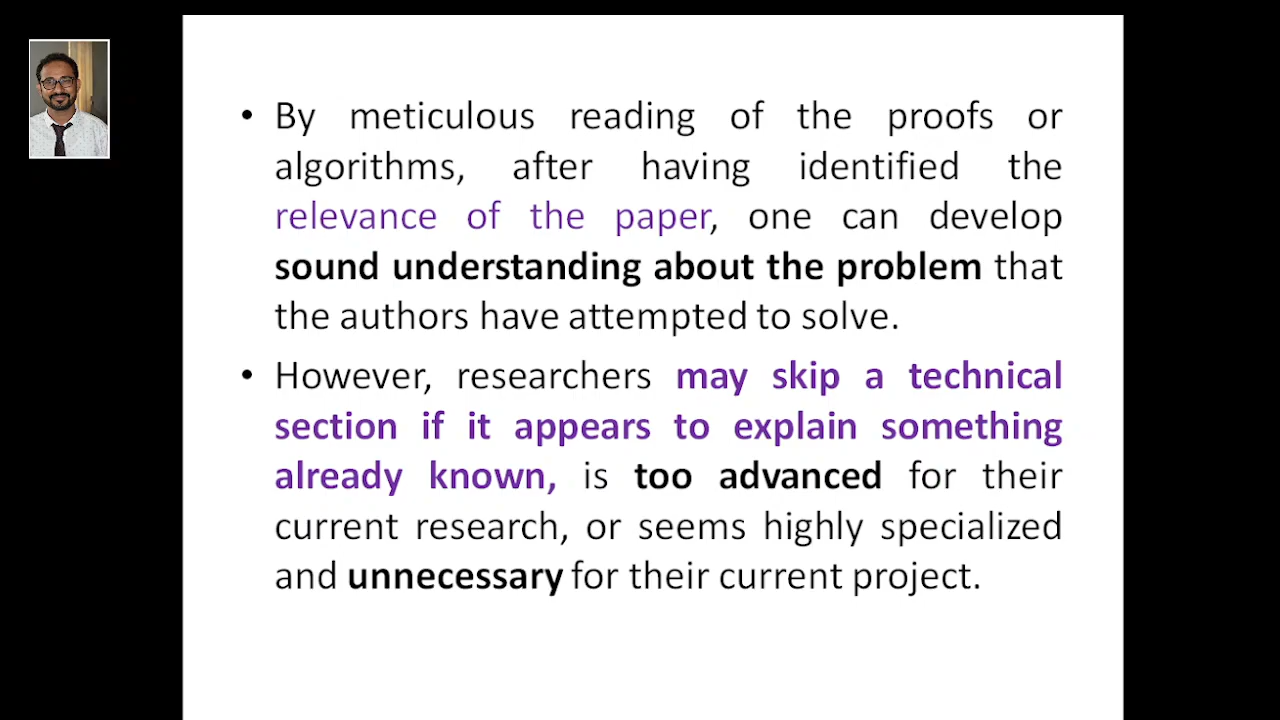 • By meticulous reading of the proofs or
algorithms, after having identified the
relevance of the paper, one can develop
sound understanding about the problem that
the authors have attempted to solve.
• However, researchers may skip a technical
section if it appears to explain something
already known, is too advanced for their
current research, or seems highly specialized
and unnecessary for their current project.